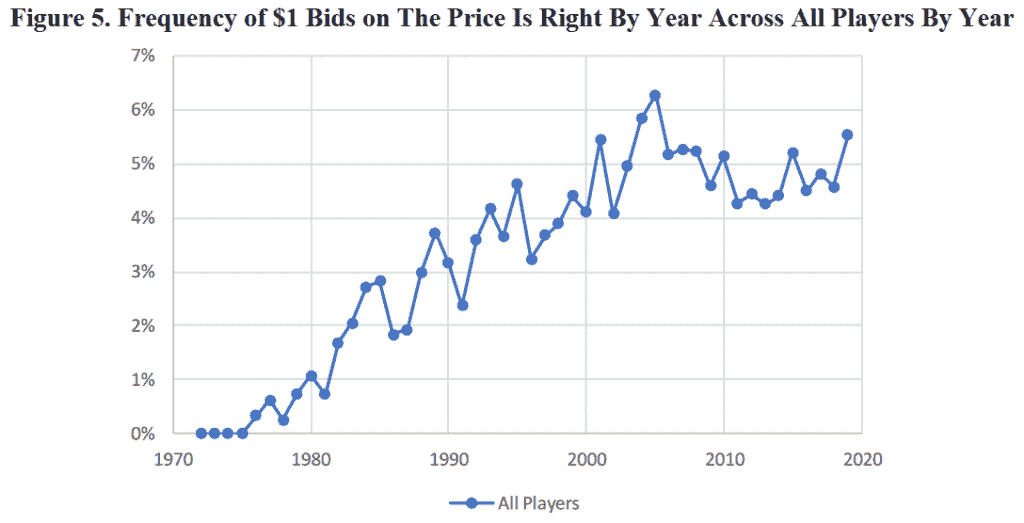 Figure 5. Frequency of $1 Bids on The Price Is Right By Year Across All Players By Year
7%
6%
5%
4%
3%
2%
1%
0%
1970 1980 1990 2000 2010 2020
All Players